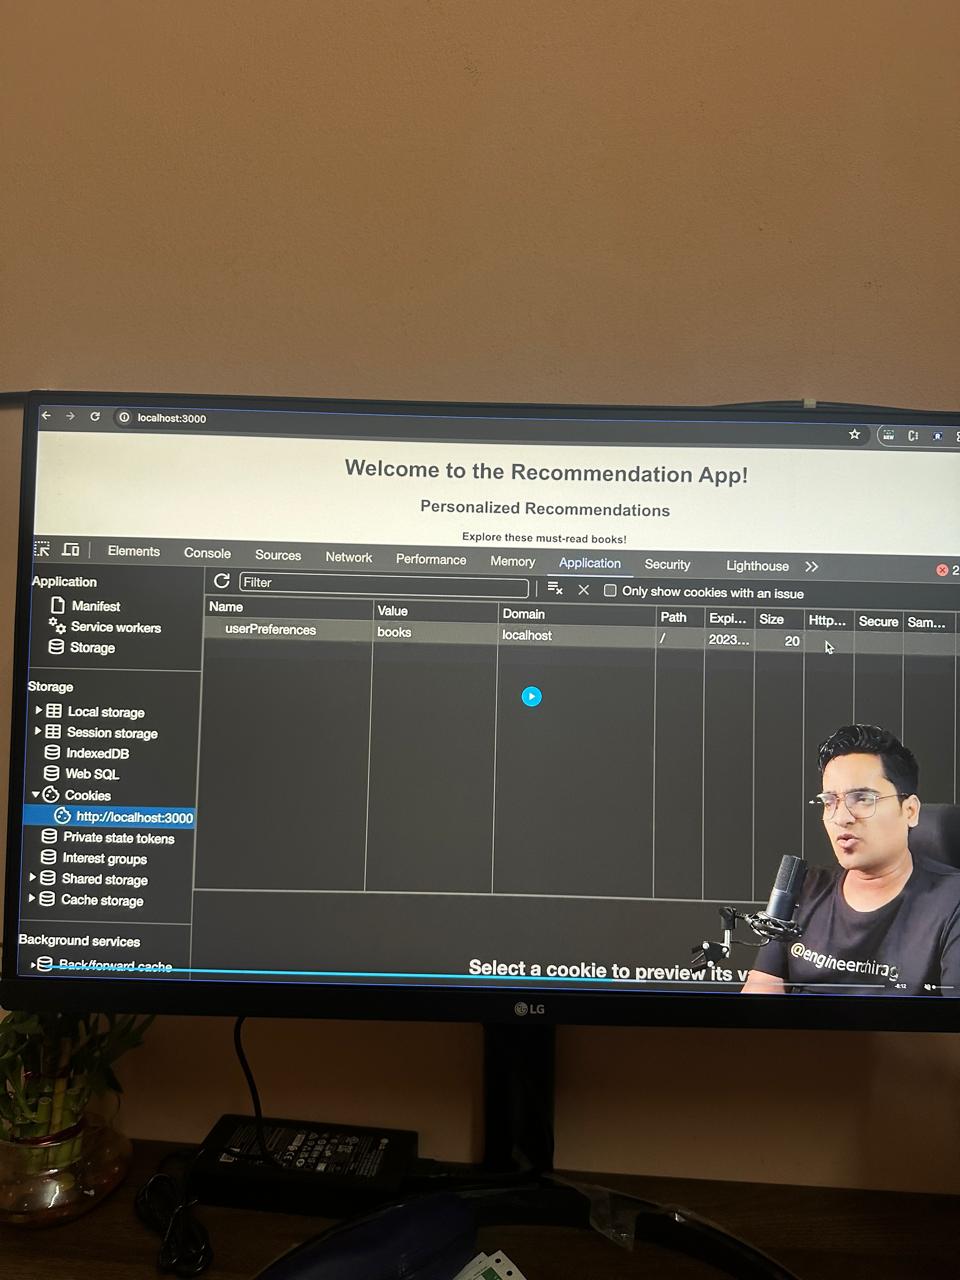 localhost:3000
Welcome to the Recommendation App!
Personalized Recommendations
Explore these must-read books!
Elements Console Sources Network Performance Memory Application Security Lighthouse
2
Application
Manifest
Service workers
Storage
Storage
Local storage
Session storage
IndexedDB
Web SQL
Cookies
http://localhost:3000
Private state tokens
Interest groups
Shared storage
Cache storage
Background services
Back/forward cache
Filter
Only show cookies with an issue
Name Value Domain Path Expi... Size Http... Secure Sam...
userPreferences books localhost / 2023... 20
Select a cookie to preview its v
@engineerchirag
-8:12
LG